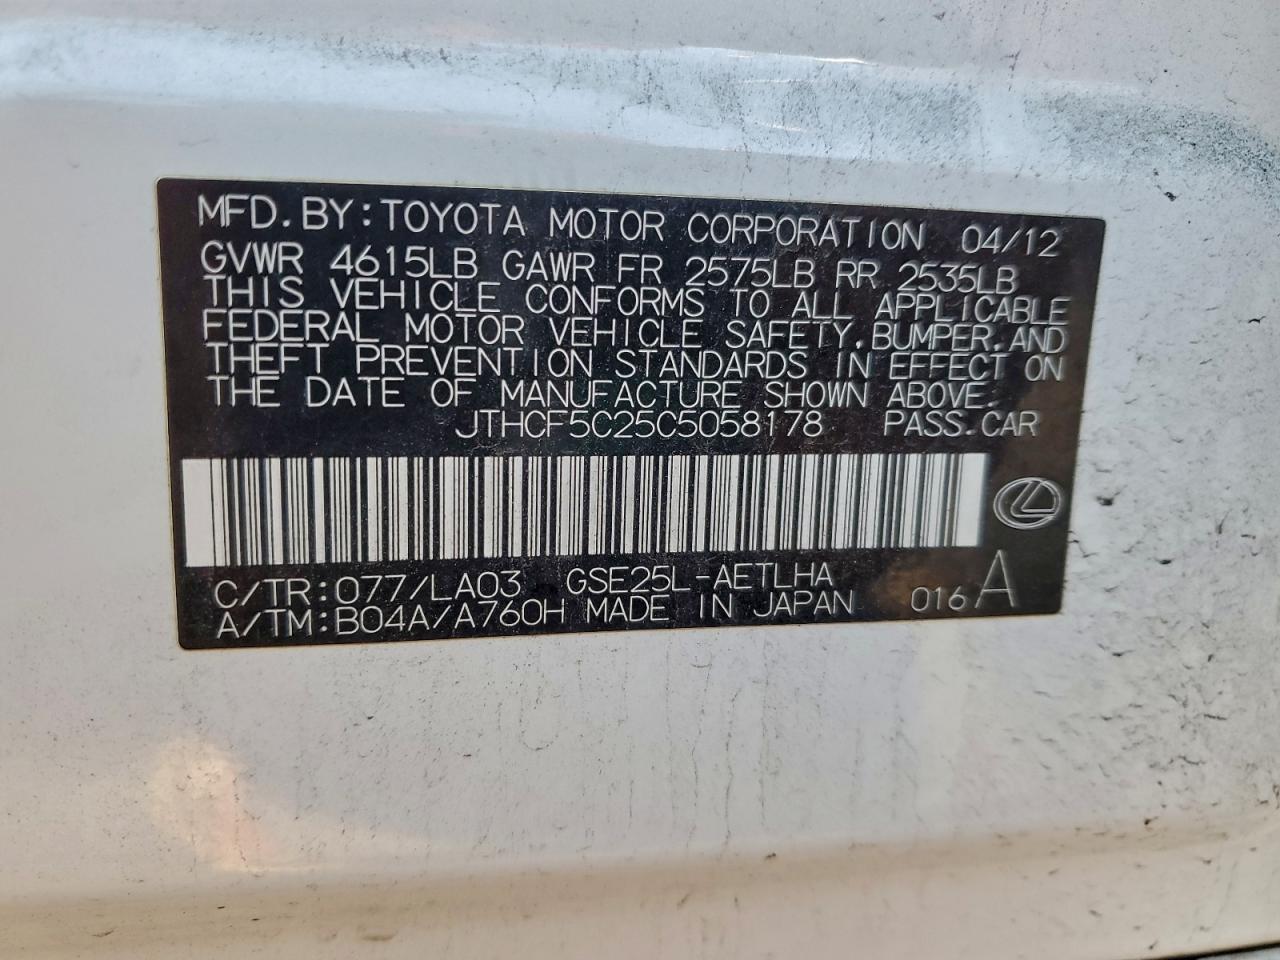 MFD.BY:TOYOTA MOTOR CORPORATION 04/12
GVWR 4615LB GAWR FR 2575LB RR 2535LB
THIS VEHICLE CONFORMS TO ALL APPLICABLE
FEDERAL MOTOR VEHICLE SAFETY,BUMPER,AND
THEFT PREVENTION STANDARDS IN EFFECT ON
THE DATE OF MANUFACTURE SHOWN ABOVE.
JTHCF5C25C5058178 PASS.CAR
C/TR:077/LA03 GSE25L-AETLHA
A/TM:B04A/A760H MADE IN JAPAN 016 A